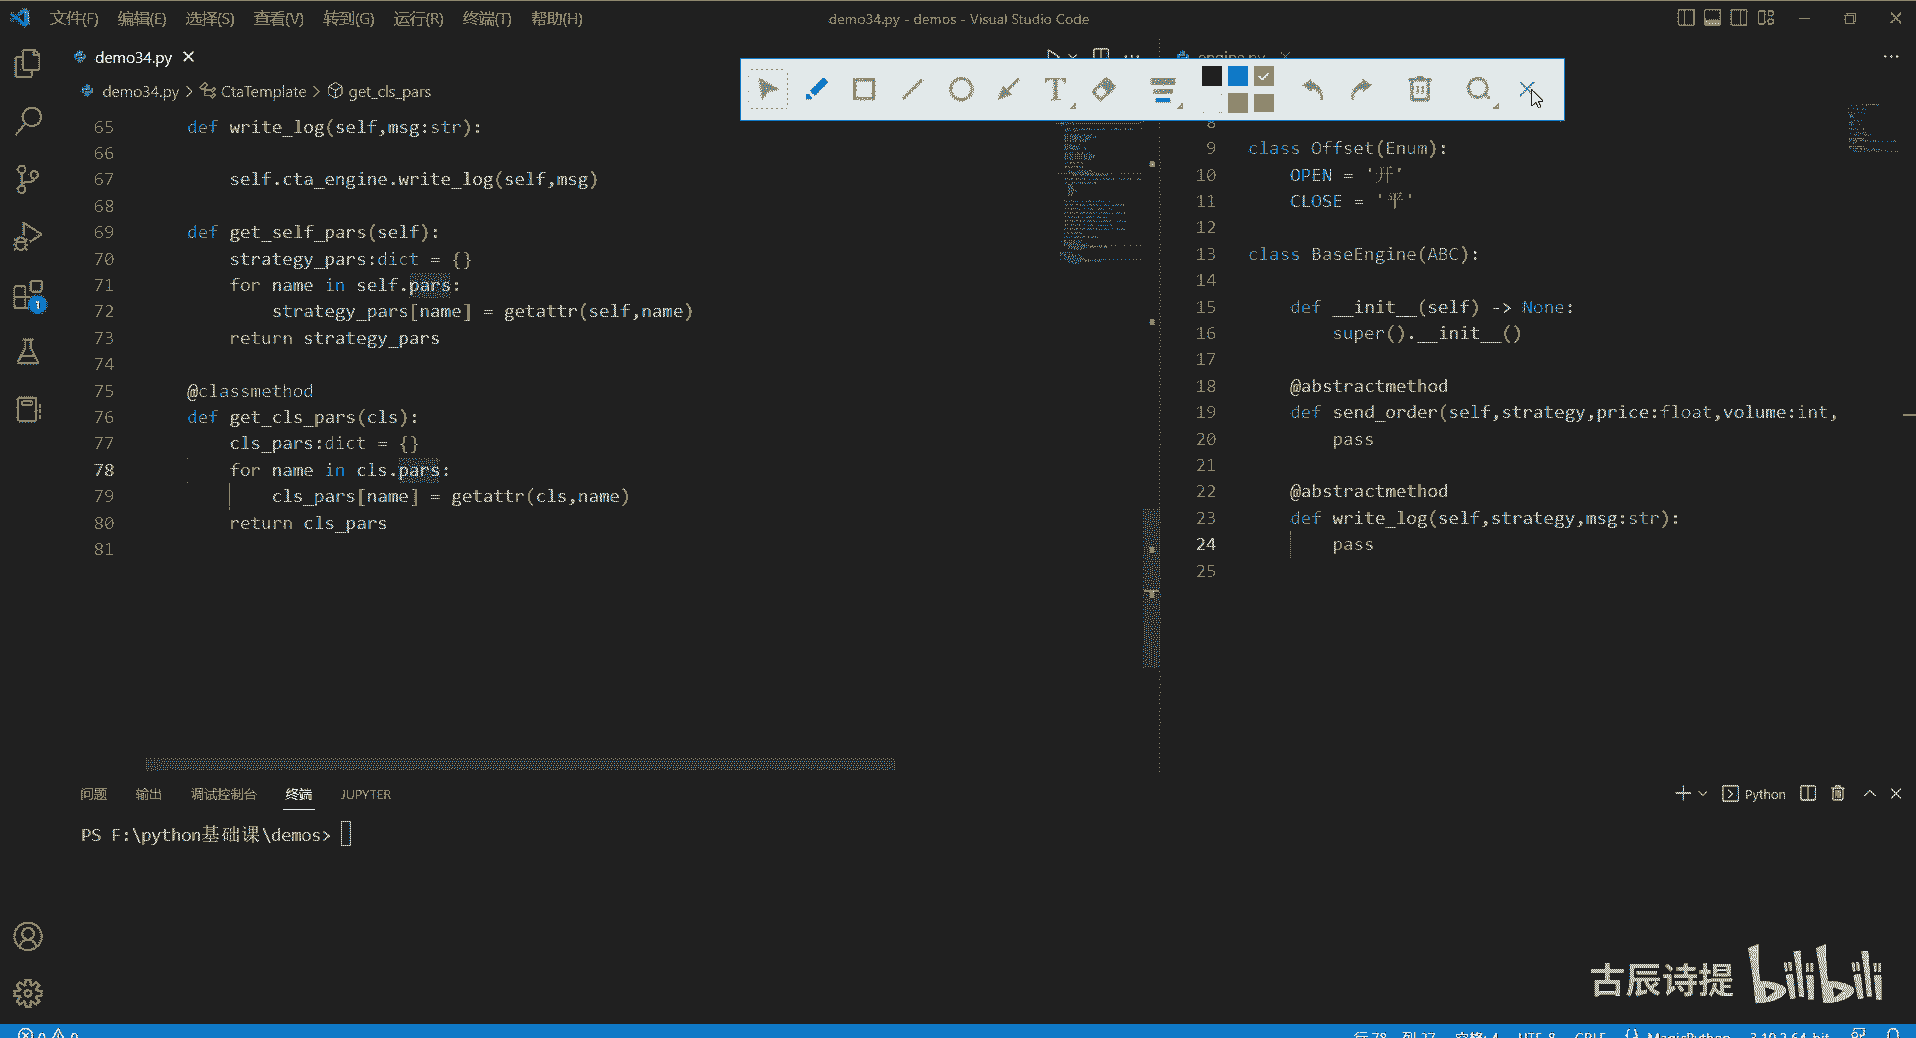 文件(F) 编辑(E) 选择(S) 查看(V) 转到(G) 运行(R) 终端(T) 帮助(H)
demo34.py - demos - Visual Studio Code
demo34.py
demo34.py > CtaTemplate > get_cls_pars
65 def write_log(self,msg:str):
66
67 self.cta_engine.write_log(self,msg)
68
69 def get_self_pars(self):
70 strategy_pars:dict = {}
71 for name in self.pars:
72 strategy_pars[name] = getattr(self,name)
73 return strategy_pars
74
75 @classmethod
76 def get_cls_pars(cls):
77 cls_pars:dict = {}
78 for name in cls.pars:
79 cls_pars[name] = getattr(cls,name)
80 return cls_pars
81
engine.py
8
9 class Offset(Enum):
10 OPEN = '开'
11 CLOSE = '平'
12
13 class BaseEngine(ABC):
14
15 def __init__(self) -> None:
16 super().__init__()
17
18 @abstractmethod
19 def send_order(self,strategy,price:float,volume:int,
20 pass
21
22 @abstractmethod
23 def write_log(self,strategy,msg:str):
24 pass
25
1
问题 输出 调试控制台 终端 JUPYTER
Python
PS F:\python基础课\demos>
古辰诗提 bilibili
行 78, 列 27 空格: 4 UTF-8 CRLF MagicPython 3.10.2 64-bit